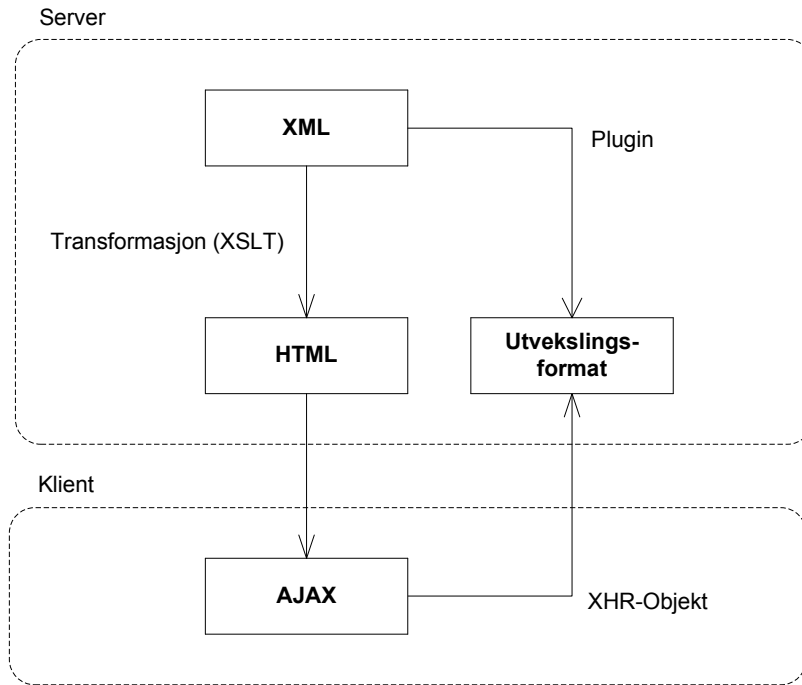 Server
XML
Plugin
Transformasjon (XSLT)
HTML
Utvekslings-
format
Klient
AJAX
XHR-Objekt